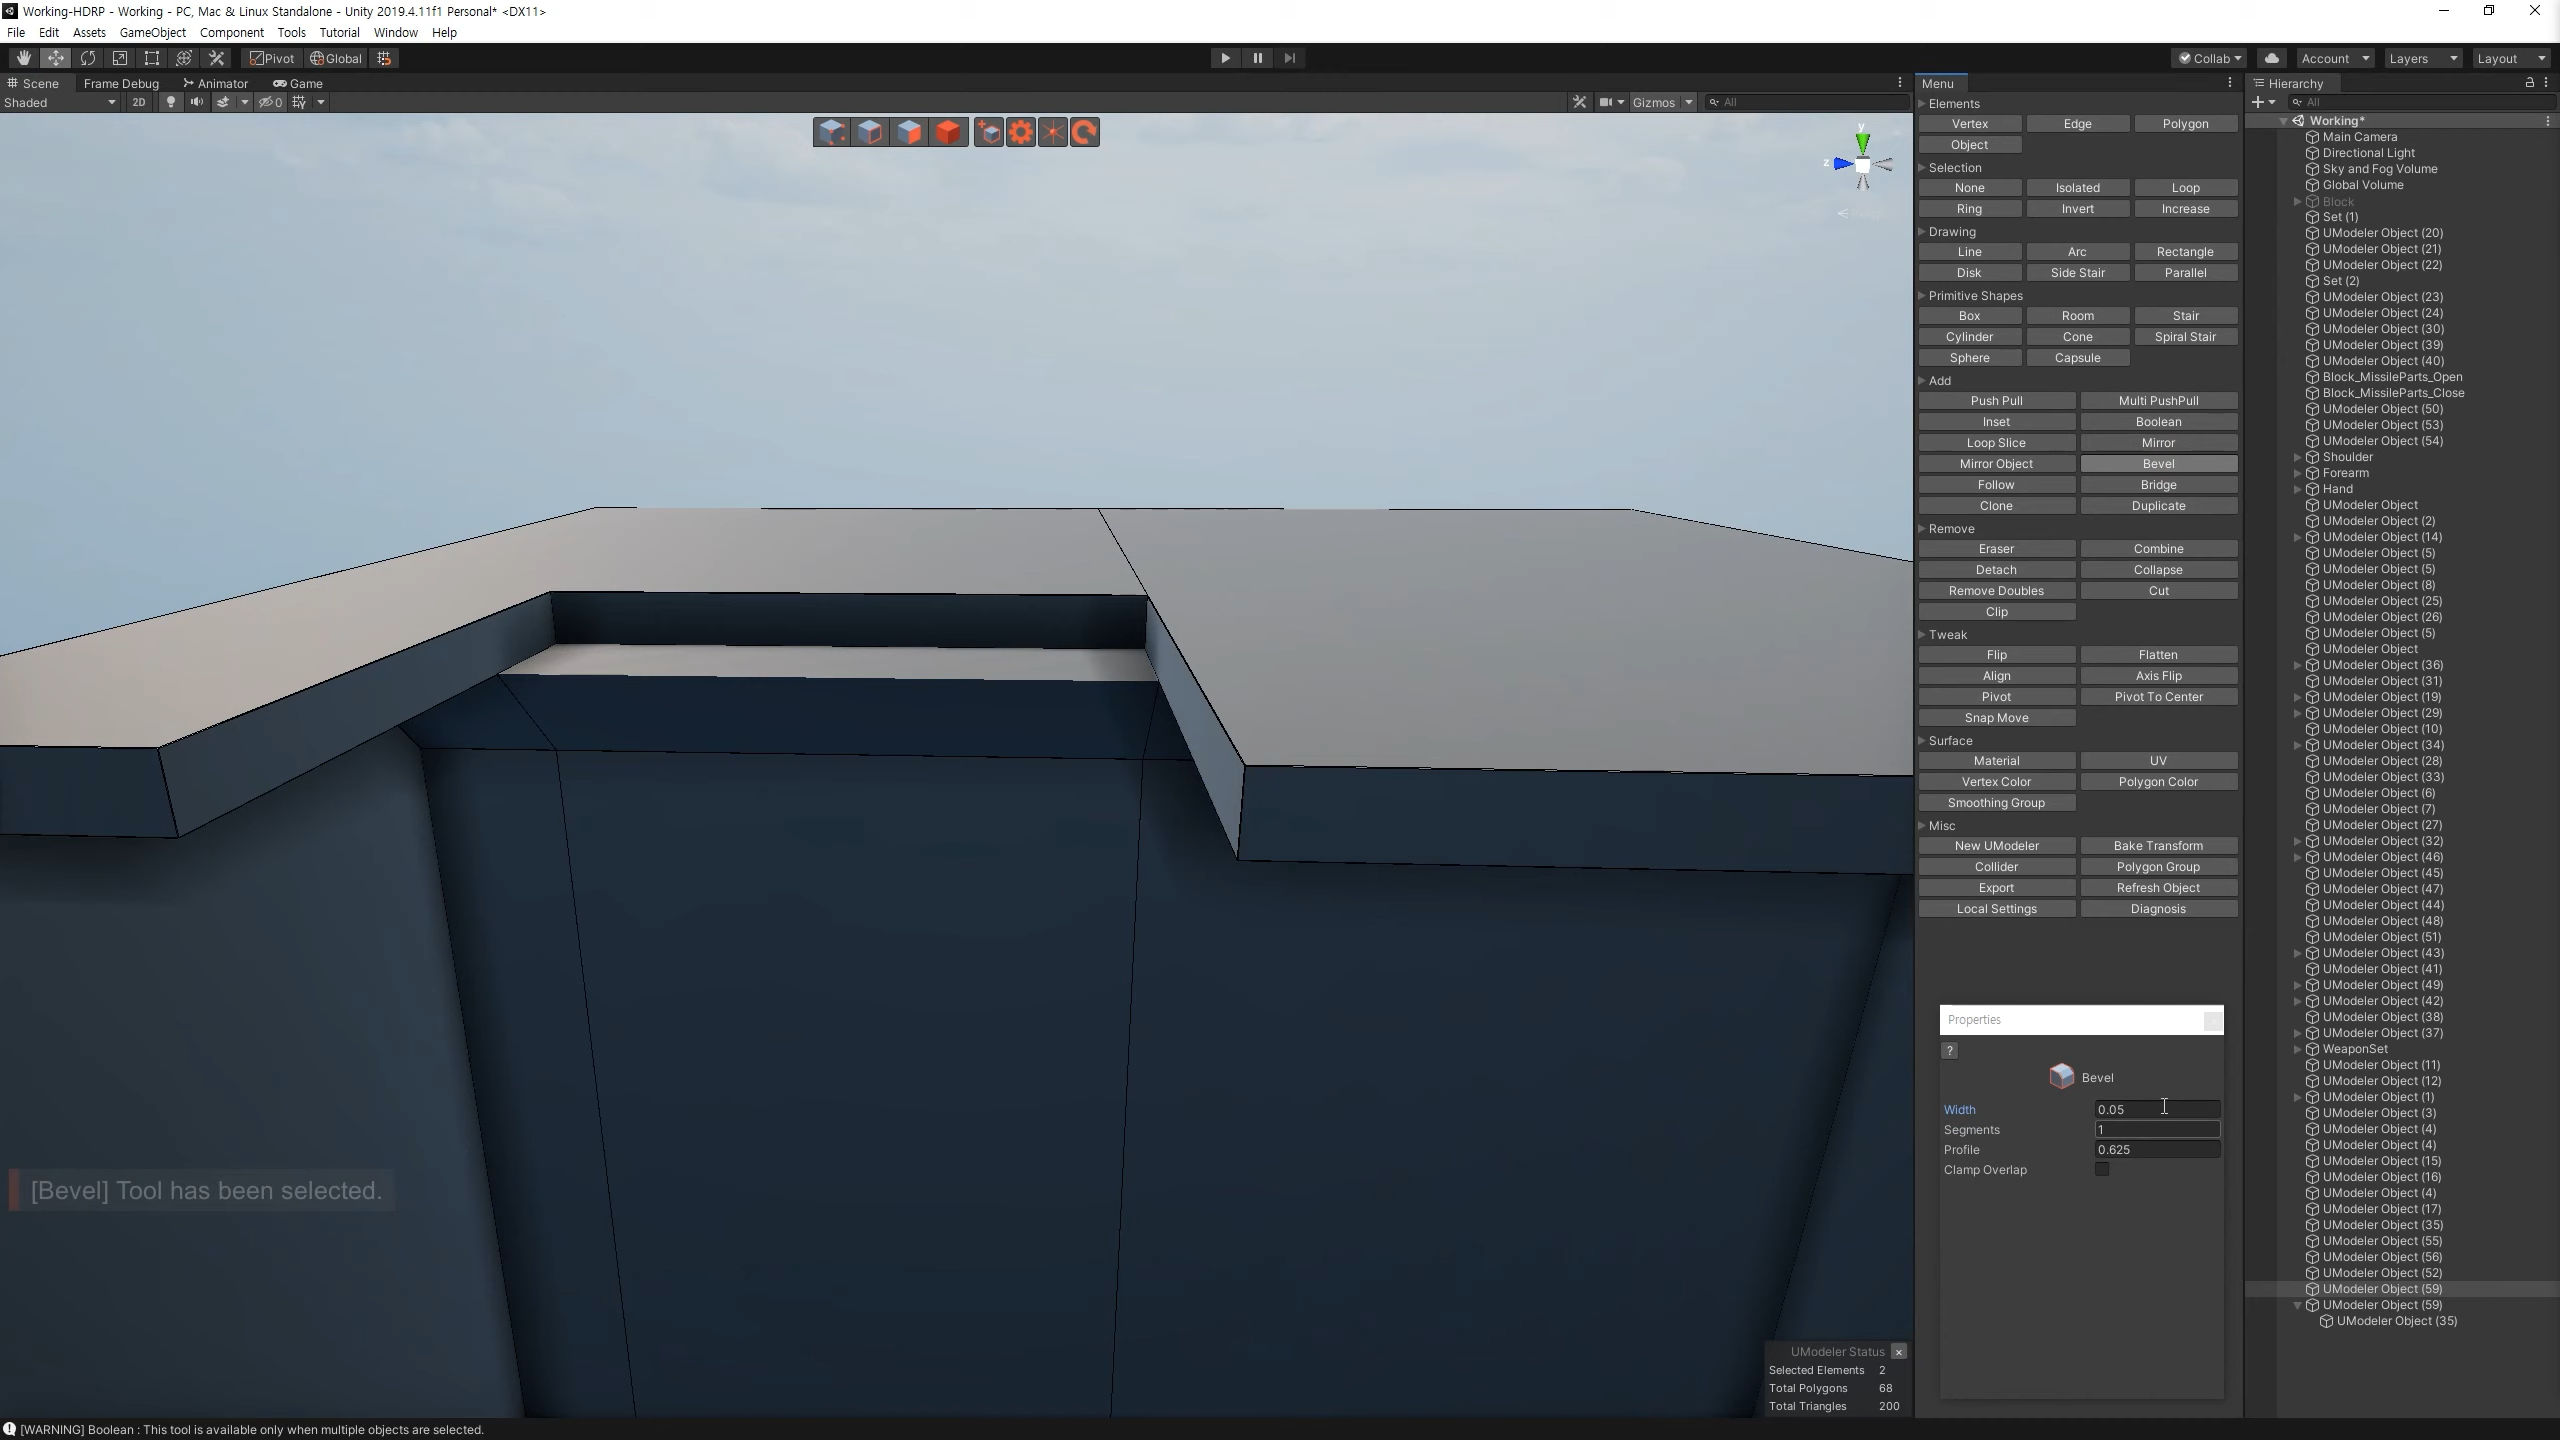 Working-HDRP - Working - PC, Mac & Linux Standalone - Unity 2019.4.11f1 Personal* <DX11>
File Edit Assets GameObject Component Tools Tutorial Window Help
Pivot Global Collab Account Layers Layout
Scene Frame Debug Animator Game
Shaded 2D 0 Gizmos All
y
z
[Bevel] Tool has been selected.
UModeler Status
Selected Elements 2
Total Polygons 68
Total Triangles 200
[WARNING] Boolean : This tool is available only when multiple objects are selected.
Menu
Elements
Vertex Edge Polygon
Object
Selection
None Isolated Loop
Ring Invert Increase
Drawing
Line Arc Rectangle
Disk Side Stair Parallel
Primitive Shapes
Box Room Stair
Cylinder Cone Spiral Stair
Sphere Capsule
Add
Push Pull Multi PushPull
Inset Boolean
Loop Slice Mirror
Mirror Object Bevel
Follow Bridge
Clone Duplicate
Remove
Eraser Combine
Detach Collapse
Remove Doubles Cut
Clip
Tweak
Flip Flatten
Align Axis Flip
Pivot Pivot To Center
Snap Move
Surface
Material UV
Vertex Color Polygon Color
Smoothing Group
Misc
New UModeler Bake Transform
Collider Polygon Group
Export Refresh Object
Local Settings Diagnosis
Properties
?
Bevel
Width 0.05
Segments 1
Profile 0.625
Clamp Overlap
Hierarchy
All
Working*
Main Camera
Directional Light
Sky and Fog Volume
Global Volume
Block
Set (1)
UModeler Object (20)
UModeler Object (21)
UModeler Object (22)
Set (2)
UModeler Object (23)
UModeler Object (24)
UModeler Object (30)
UModeler Object (39)
UModeler Object (40)
Block_MissileParts_Open
Block_MissileParts_Close
UModeler Object (50)
UModeler Object (53)
UModeler Object (54)
Shoulder
Forearm
Hand
UModeler Object
UModeler Object (2)
UModeler Object (14)
UModeler Object (5)
UModeler Object (5)
UModeler Object (8)
UModeler Object (25)
UModeler Object (26)
UModeler Object (5)
UModeler Object
UModeler Object (36)
UModeler Object (31)
UModeler Object (19)
UModeler Object (29)
UModeler Object (10)
UModeler Object (34)
UModeler Object (28)
UModeler Object (33)
UModeler Object (6)
UModeler Object (7)
UModeler Object (27)
UModeler Object (32)
UModeler Object (46)
UModeler Object (45)
UModeler Object (47)
UModeler Object (44)
UModeler Object (48)
UModeler Object (51)
UModeler Object (43)
UModeler Object (41)
UModeler Object (49)
UModeler Object (42)
UModeler Object (38)
UModeler Object (37)
WeaponSet
UModeler Object (11)
UModeler Object (12)
UModeler Object (1)
UModeler Object (3)
UModeler Object (4)
UModeler Object (4)
UModeler Object (15)
UModeler Object (16)
UModeler Object (4)
UModeler Object (17)
UModeler Object (35)
UModeler Object (55)
UModeler Object (56)
UModeler Object (52)
UModeler Object (59)
UModeler Object (59)
UModeler Object (35)